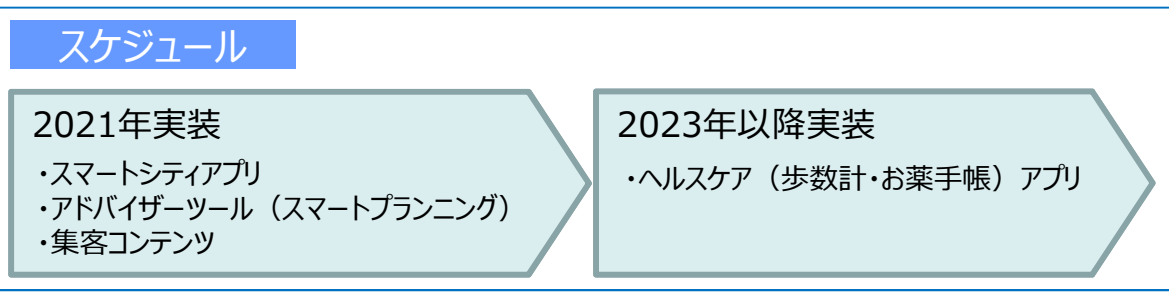 スケジュール
2021年実装
・スマートシティアプリ
・アドバイザーツール（スマートプランニング）
・集客コンテンツ
2023年以降実装
・ヘルスケア（歩数計・お薬手帳）アプリ